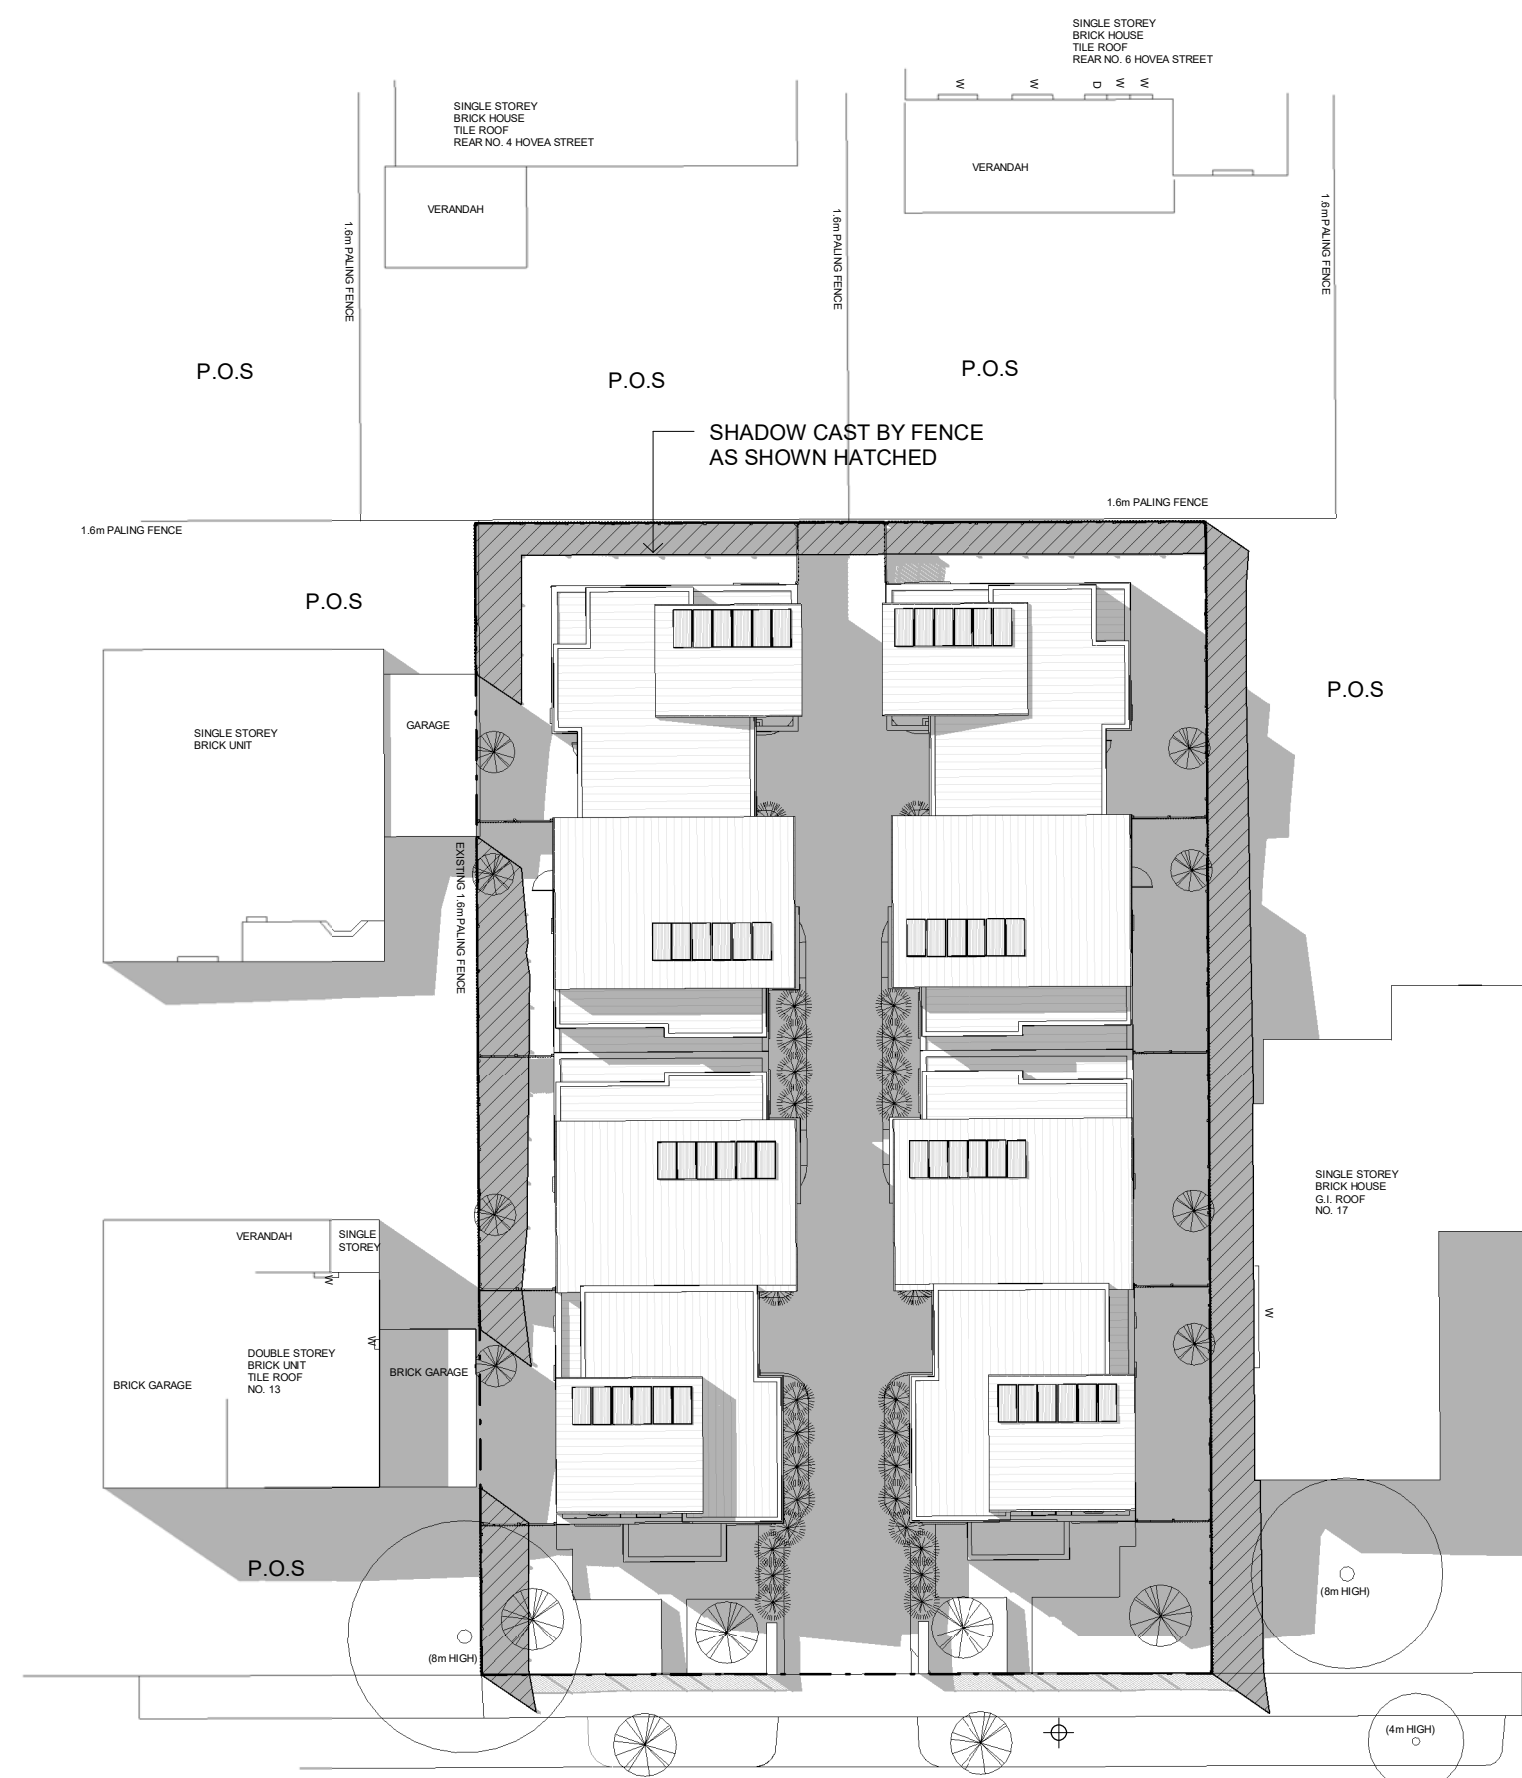 SINGLE STOREY
BRICK HOUSE
TILE ROOF
REAR NO. 6 HOVEA STREET
W
W
D
W
W
SINGLE STOREY
BRICK HOUSE
TILE ROOF
REAR NO. 4 HOVEA STREET
VERANDAH
VERANDAH
1.6m PALING FENCE
1.6m PALING FENCE
1.6m PALING FENCE
P.O.S
P.O.S
P.O.S
SHADOW CAST BY FENCE
AS SHOWN HATCHED
1.6m PALING FENCE
1.6m PALING FENCE
P.O.S
P.O.S
GARAGE
SINGLE STOREY
BRICK UNIT
EXISTING 1.6m PALING FENCE
SINGLE STOREY
BRICK HOUSE
G.I. ROOF
NO. 17
VERANDAH
SINGLE
STOREY
W
W
W
DOUBLE STOREY
BRICK UNIT
TILE ROOF
NO. 13
BRICK GARAGE
BRICK GARAGE
P.O.S
(8m HIGH)
(8m HIGH)
(4m HIGH)